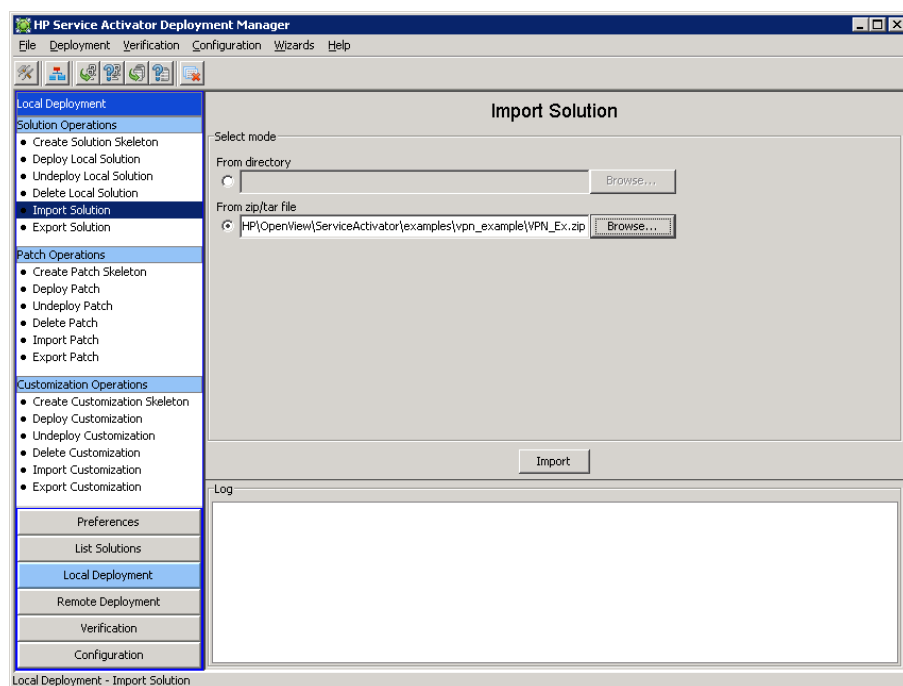 HP Service Activator Deployment Manager
File Deployment Verification Configuration Wizards Help
Local Deployment
Solution Operations
Create Solution Skeleton
Deploy Local Solution
Undeploy Local Solution
Delete Local Solution
Import Solution
Export Solution
Patch Operations
Create Patch Skeleton
Deploy Patch
Undeploy Patch
Delete Patch
Import Patch
Export Patch
Customization Operations
Create Customization Skeleton
Deploy Customization
Undeploy Customization
Delete Customization
Import Customization
Export Customization
Preferences
List Solutions
Local Deployment
Remote Deployment
Verification
Configuration
Import Solution
Select mode
From directory
Browse...
From zip/tar file
HP\OpenView\ServiceActivator\examples\vpn_example\VPN_Ex.zip
Browse...
Import
Log
Local Deployment - Import Solution